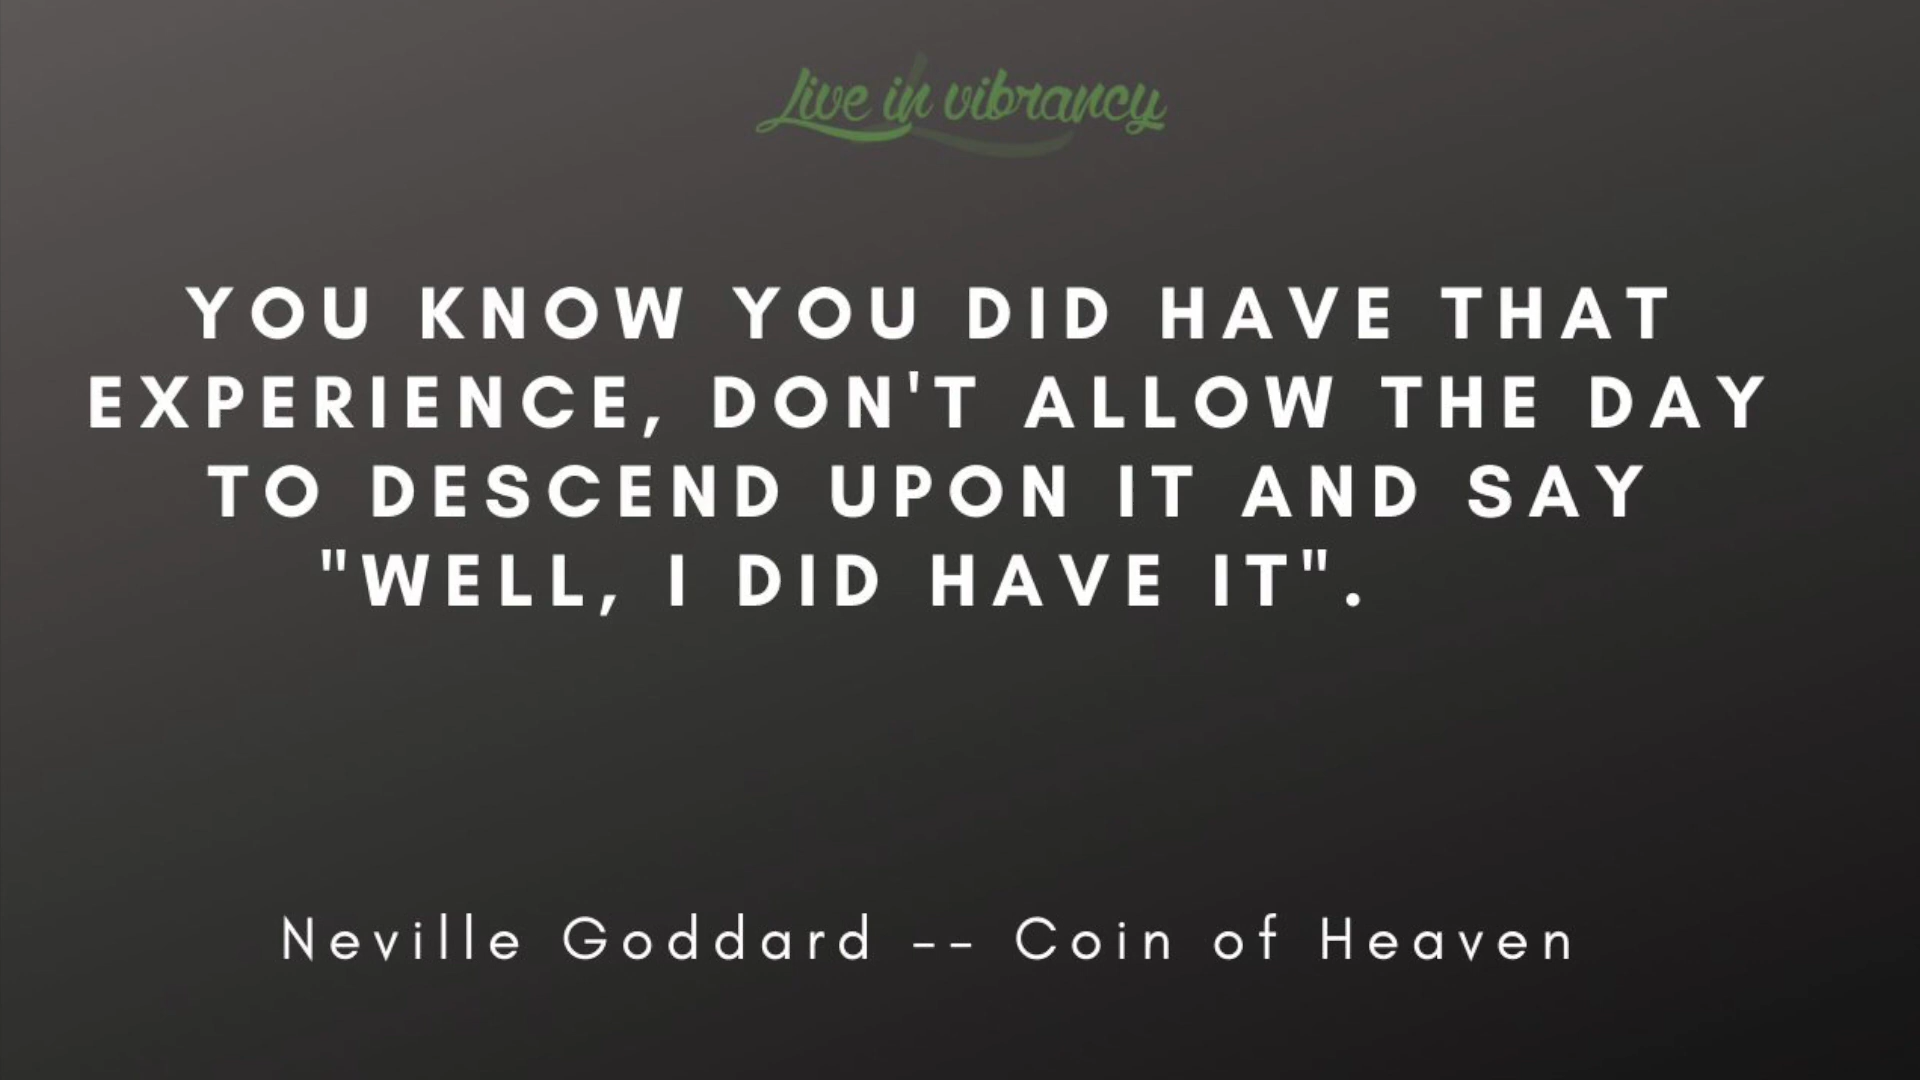 Live in vibrancy
YOU KNOW YOU DID HAVE THAT
EXPERIENCE, DON'T ALLOW THE DAY
TO DESCEND UPON IT AND SAY
"WELL, I DID HAVE IT".
Neville Goddard -- Coin of Heaven